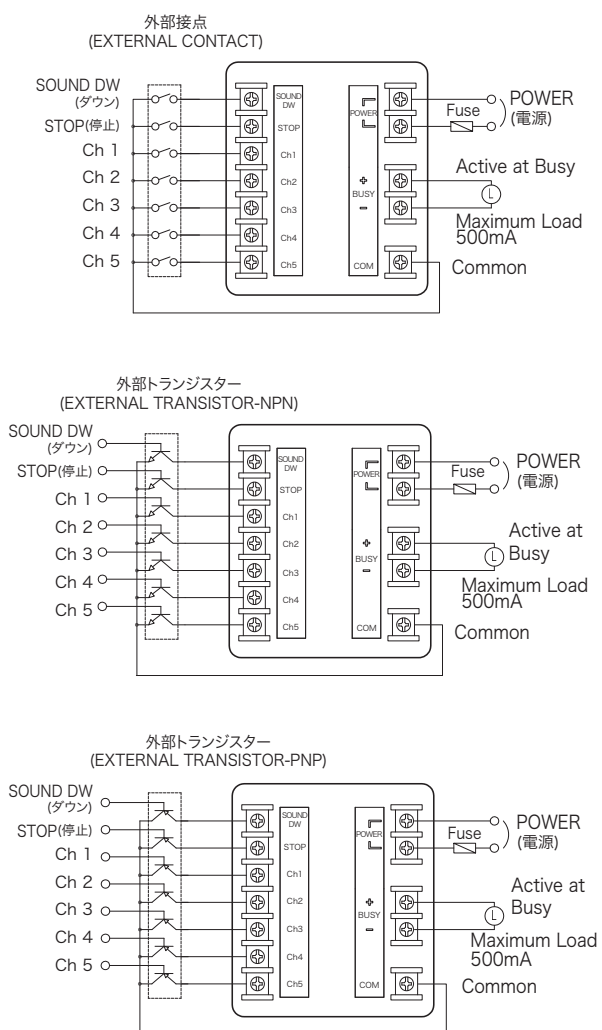 外部接点
(EXTERNAL CONTACT)
SOUND DW
(ダウン)
STOP(停止)
Ch 1
Ch 2
Ch 3
Ch 4
Ch 5
SOUND
DW
STOP
Ch1
Ch2
Ch3
Ch4
Ch5
POWER
+
BUSY
−
COM
Fuse
POWER
(電源)
Active at Busy
L
Maximum Load
500mA
Common
外部トランジスター
(EXTERNAL TRANSISTOR-NPN)
SOUND DW
(ダウン)
STOP(停止)
Ch 1
Ch 2
Ch 3
Ch 4
Ch 5
SOUND
DW
STOP
Ch1
Ch2
Ch3
Ch4
Ch5
POWER
+
BUSY
−
COM
Fuse
POWER
(電源)
Active at
Busy
L
Maximum Load
500mA
Common
外部トランジスター
(EXTERNAL TRANSISTOR-PNP)
SOUND DW
(ダウン)
STOP(停止)
Ch 1
Ch 2
Ch 3
Ch 4
Ch 5
SOUND
DW
STOP
Ch1
Ch2
Ch3
Ch4
Ch5
POWER
+
BUSY
−
COM
Fuse
POWER
(電源)
Active at
Busy
L
Maximum Load
500mA
Common